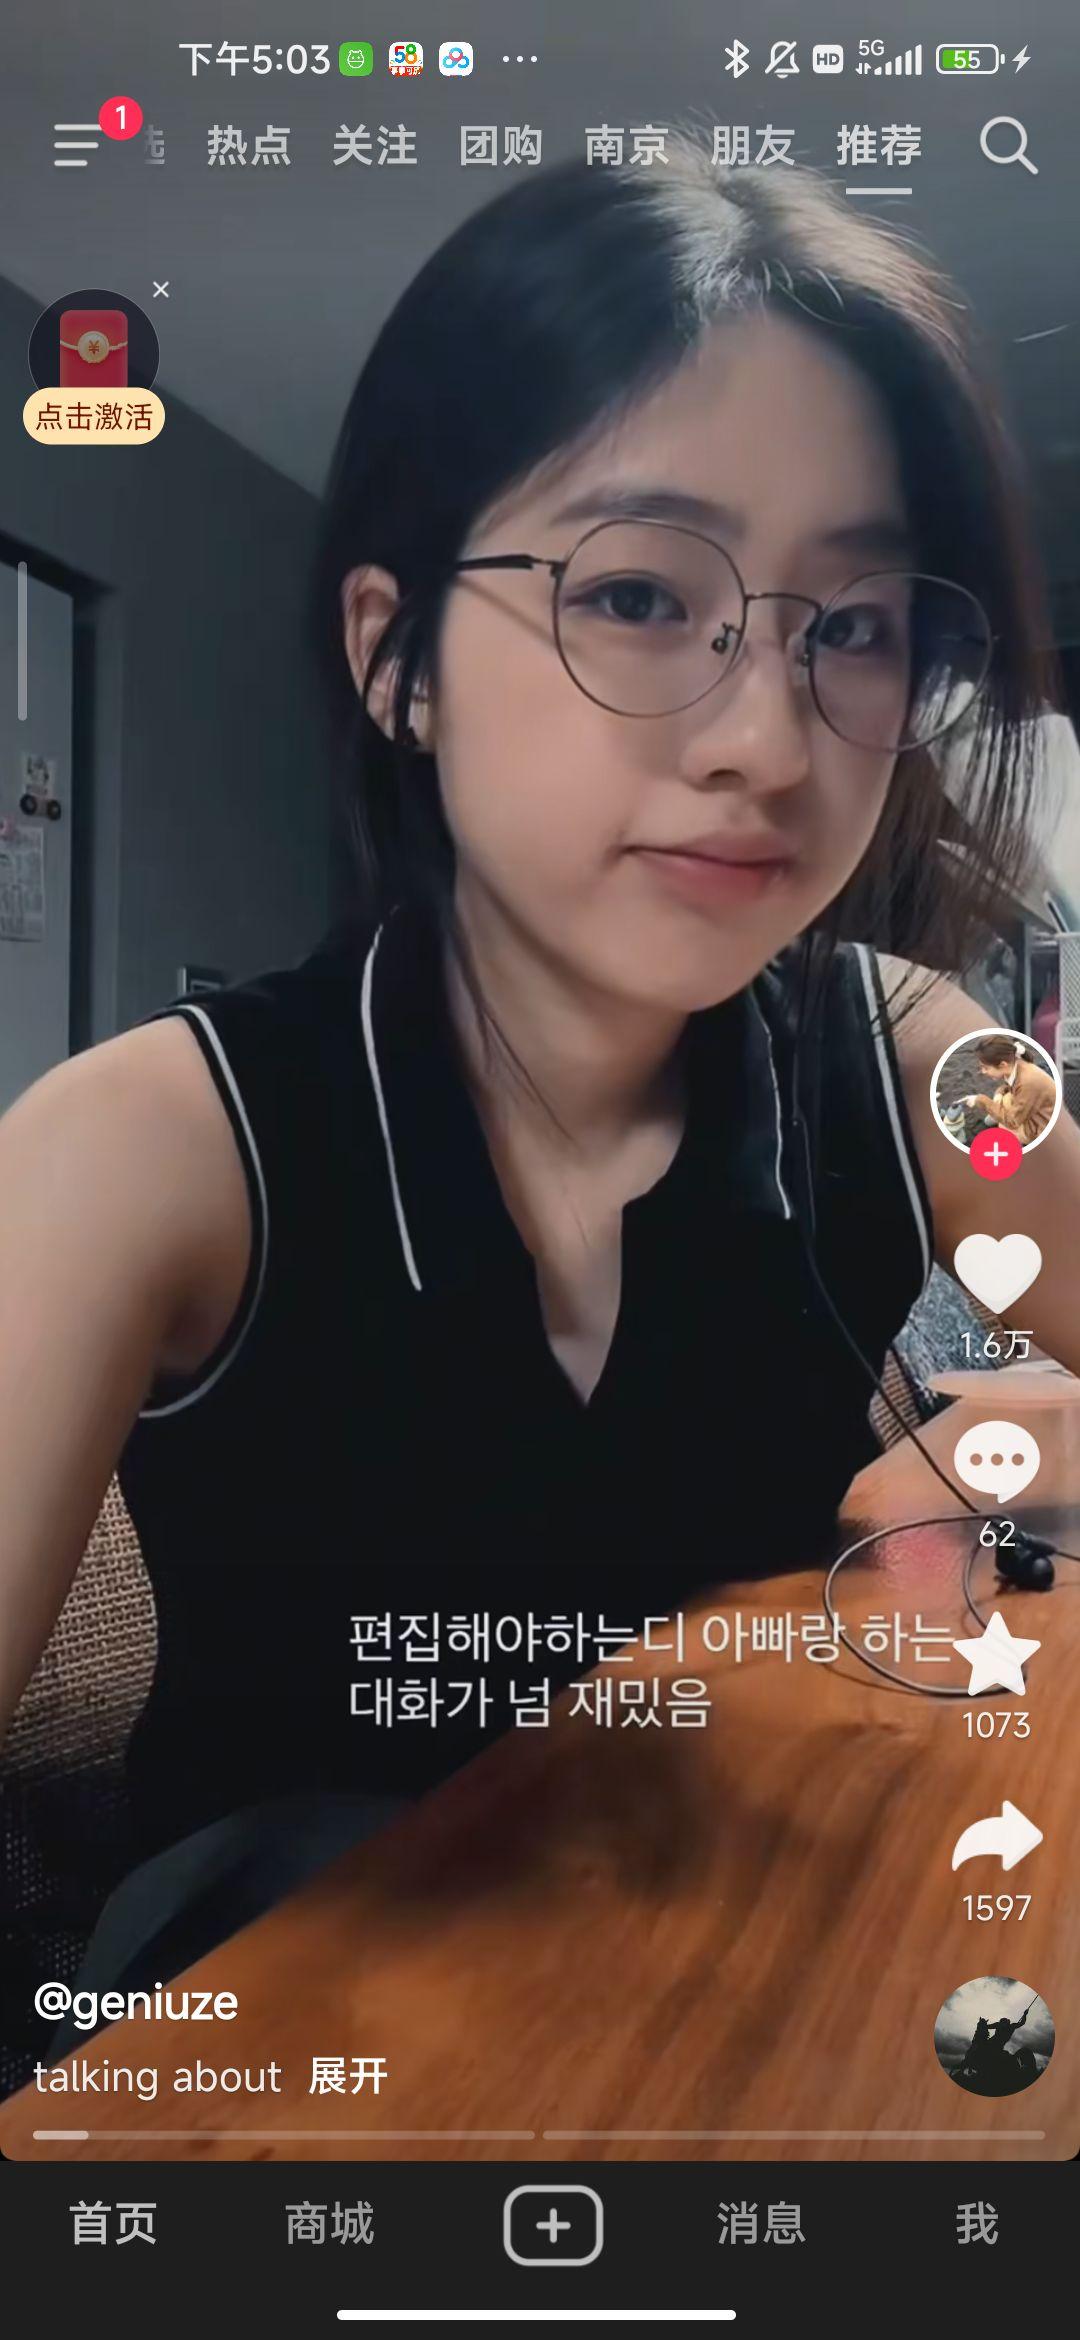 下午5:03
58
HD
5G
55
1
热点 关注 团购 南京 朋友 推荐
点击激活
1.6万
62
편집해야하는디 아빠랑 하는
대화가 넘 재밌음
1073
1597
@geniuze
talking about 展开
首页 商城 消息 我